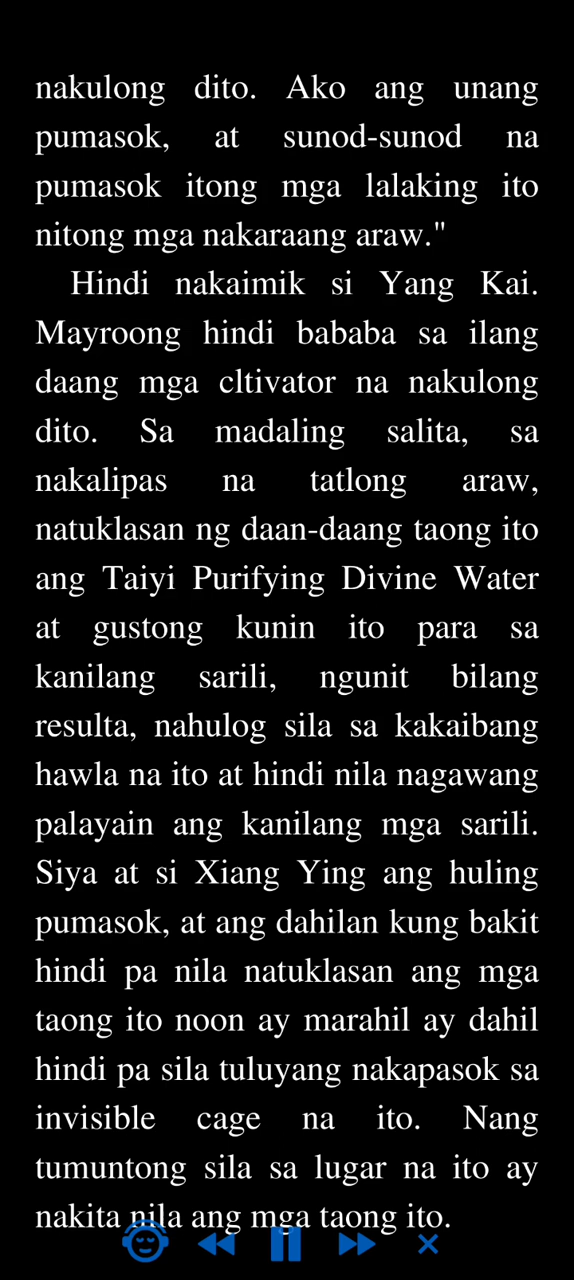 nakulong dito. Ako ang unang
pumasok, at sunod-sunod na
pumasok itong mga lalaking ito
nitong mga nakaraang araw."
Hindi nakaimik si Yang Kai.
Mayroong hindi bababa sa ilang
daang mga cltivator na nakulong
dito. Sa madaling salita, sa
nakalipas na tatlong araw,
natuklasan ng daan-daang taong ito
ang Taiyi Purifying Divine Water
at gustong kunin ito para sa
kanilang sarili, ngunit bilang
resulta, nahulog sila sa kakaibang
hawla na ito at hindi nila nagawang
palayain ang kanilang mga sarili.
Siya at si Xiang Ying ang huling
pumasok, at ang dahilan kung bakit
hindi pa nila natuklasan ang mga
taong ito noon ay marahil ay dahil
hindi pa sila tuluyang nakapasok sa
invisible cage na ito. Nang
tumuntong sila sa lugar na ito ay
nakita nila ang mga taong ito.